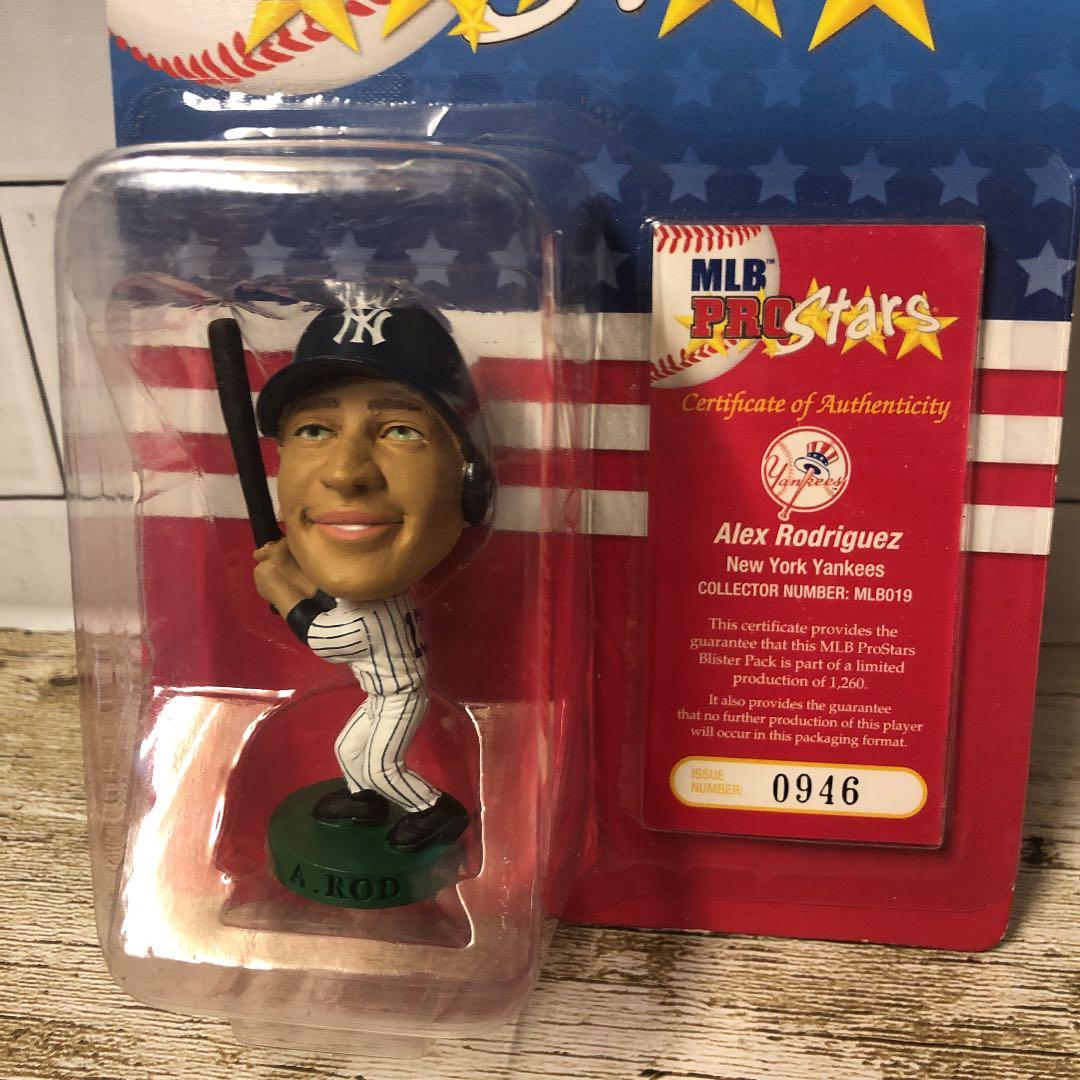 NY
A.ROD
MLB™
PROStars
Certificate of Authenticity
Yankees
Alex Rodriguez
New York Yankees
COLLECTOR NUMBER: MLB019
This certificate provides the
guarantee that this MLB ProStars
Blister Pack is part of a limited
production of 1,260.
It also provides the guarantee
that no further production of this player
will occur in this packaging format.
ISSUE
NUMBER: 0946